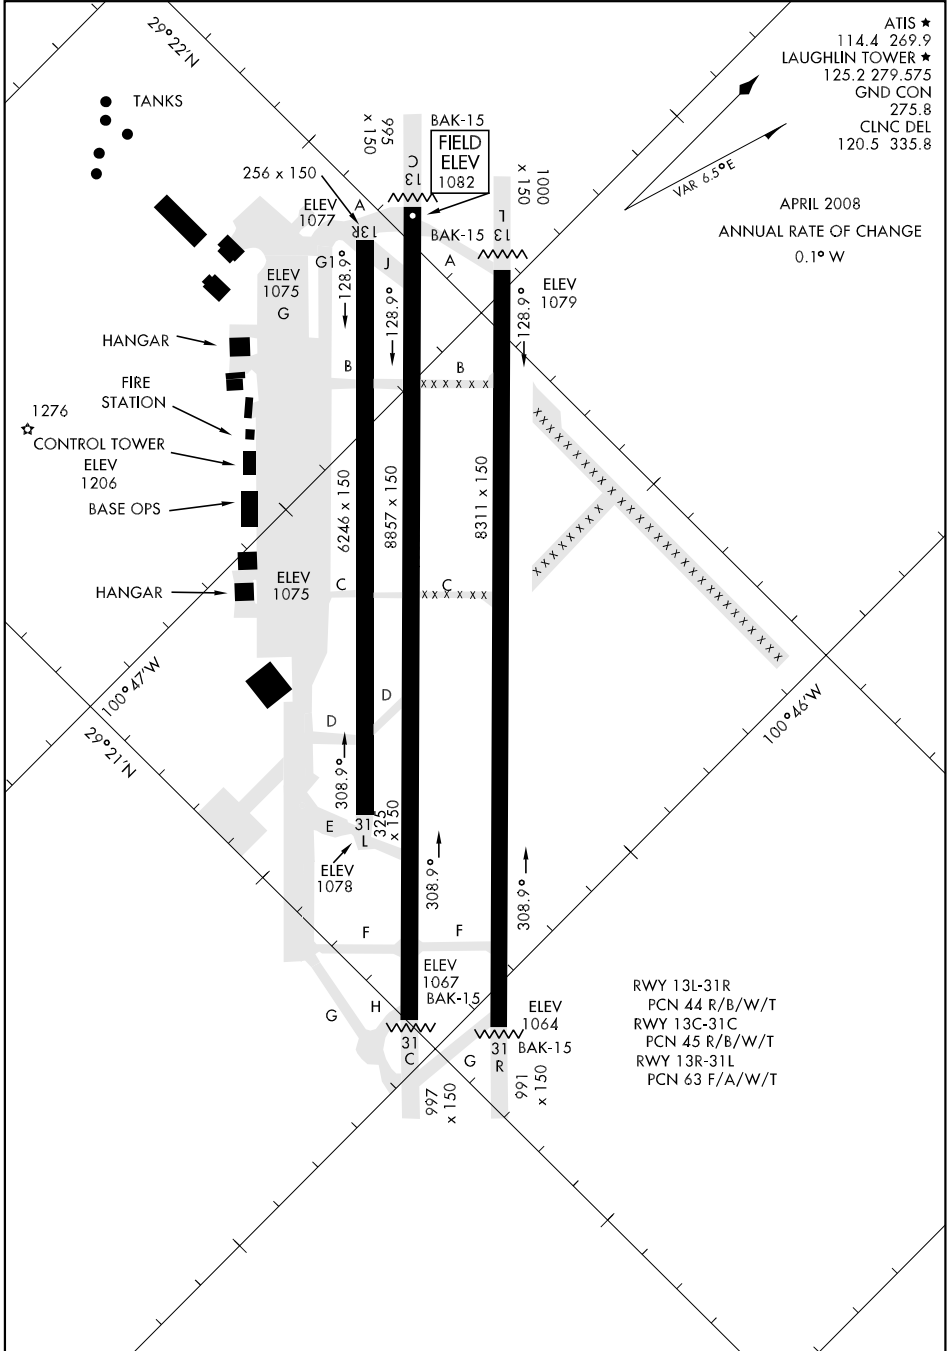 ATIS ★
114.4 269.9
LAUGHLIN TOWER ★
125.2 279.575
GND CON
275.8
CLNC DEL
120.5 335.8
VAR 6.5°E
APRIL 2008
ANNUAL RATE OF CHANGE
0.1° W
29°22'N
TANKS
995
x 150
BAK-15
FIELD
ELEV
1082
256 x 150
13
C
1000
x 150
ELEV
1077
A
13R
BAK-15
13
L
G1
J
A
ELEV
1075
G
128.9°
128.9°
128.9°
ELEV
1079
HANGAR
B
B
x x x x x x x
FIRE
STATION
1276
CONTROL TOWER
ELEV
1206
BASE OPS
6246 x 150
8857 x 150
8311 x 150
HANGAR
ELEV
1075
C
C
x x x x x x x
100°47'W
29°21'N
100°46'W
D
D
308.9°
E
31
L
325
x 150
ELEV
1078
308.9°
308.9°
F
F
ELEV
1067
BAK-15
G
H
ELEV
1064
31
C
31
R
BAK-15
G
997
x 150
991
x 150
RWY 13L-31R
PCN 44 R/B/W/T
RWY 13C-31C
PCN 45 R/B/W/T
RWY 13R-31L
PCN 63 F/A/W/T